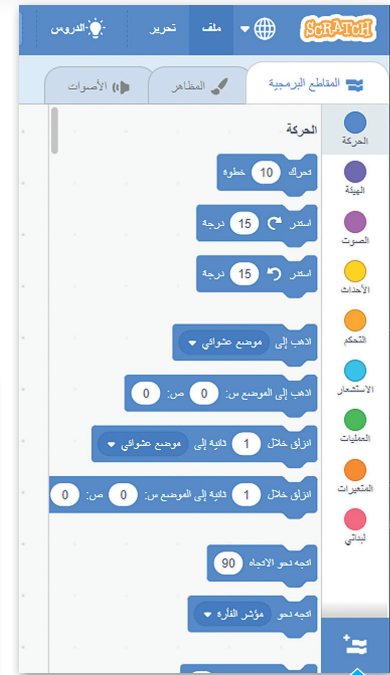 SCRATCH ملف تحرير الدروس
المقاطع البرمجية المظاهر الأصوات
الحركة
الهيئة
الصوت
الأحداث
التحكم
الاستشعار
العمليات
المتغيرات
لبناتي
الحركة
تحرك 10 خطوة
استدر 15 درجة
استدر 15 درجة
اذهب إلى موضع عشوائي
اذهب إلى الموضع س: 0 ص: 0
انزلق خلال 1 ثانية إلى موضع عشوائي
انزلق خلال 1 ثانية إلى الموضع س: 0 ص: 0
اتجه نحو الاتجاه 90
اتجه نحو مؤشر الفأرة